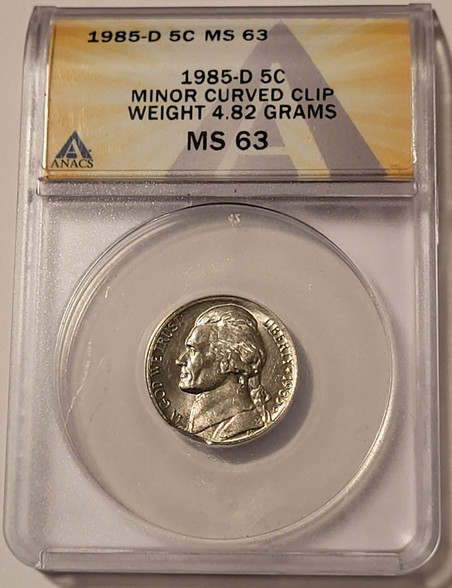 1985-D 5C MS 63
1985-D 5C
MINOR CURVED CLIP
WEIGHT 4.82 GRAMS
MS 63
ANACS
IN GOD WE TRUST
LIBERTY